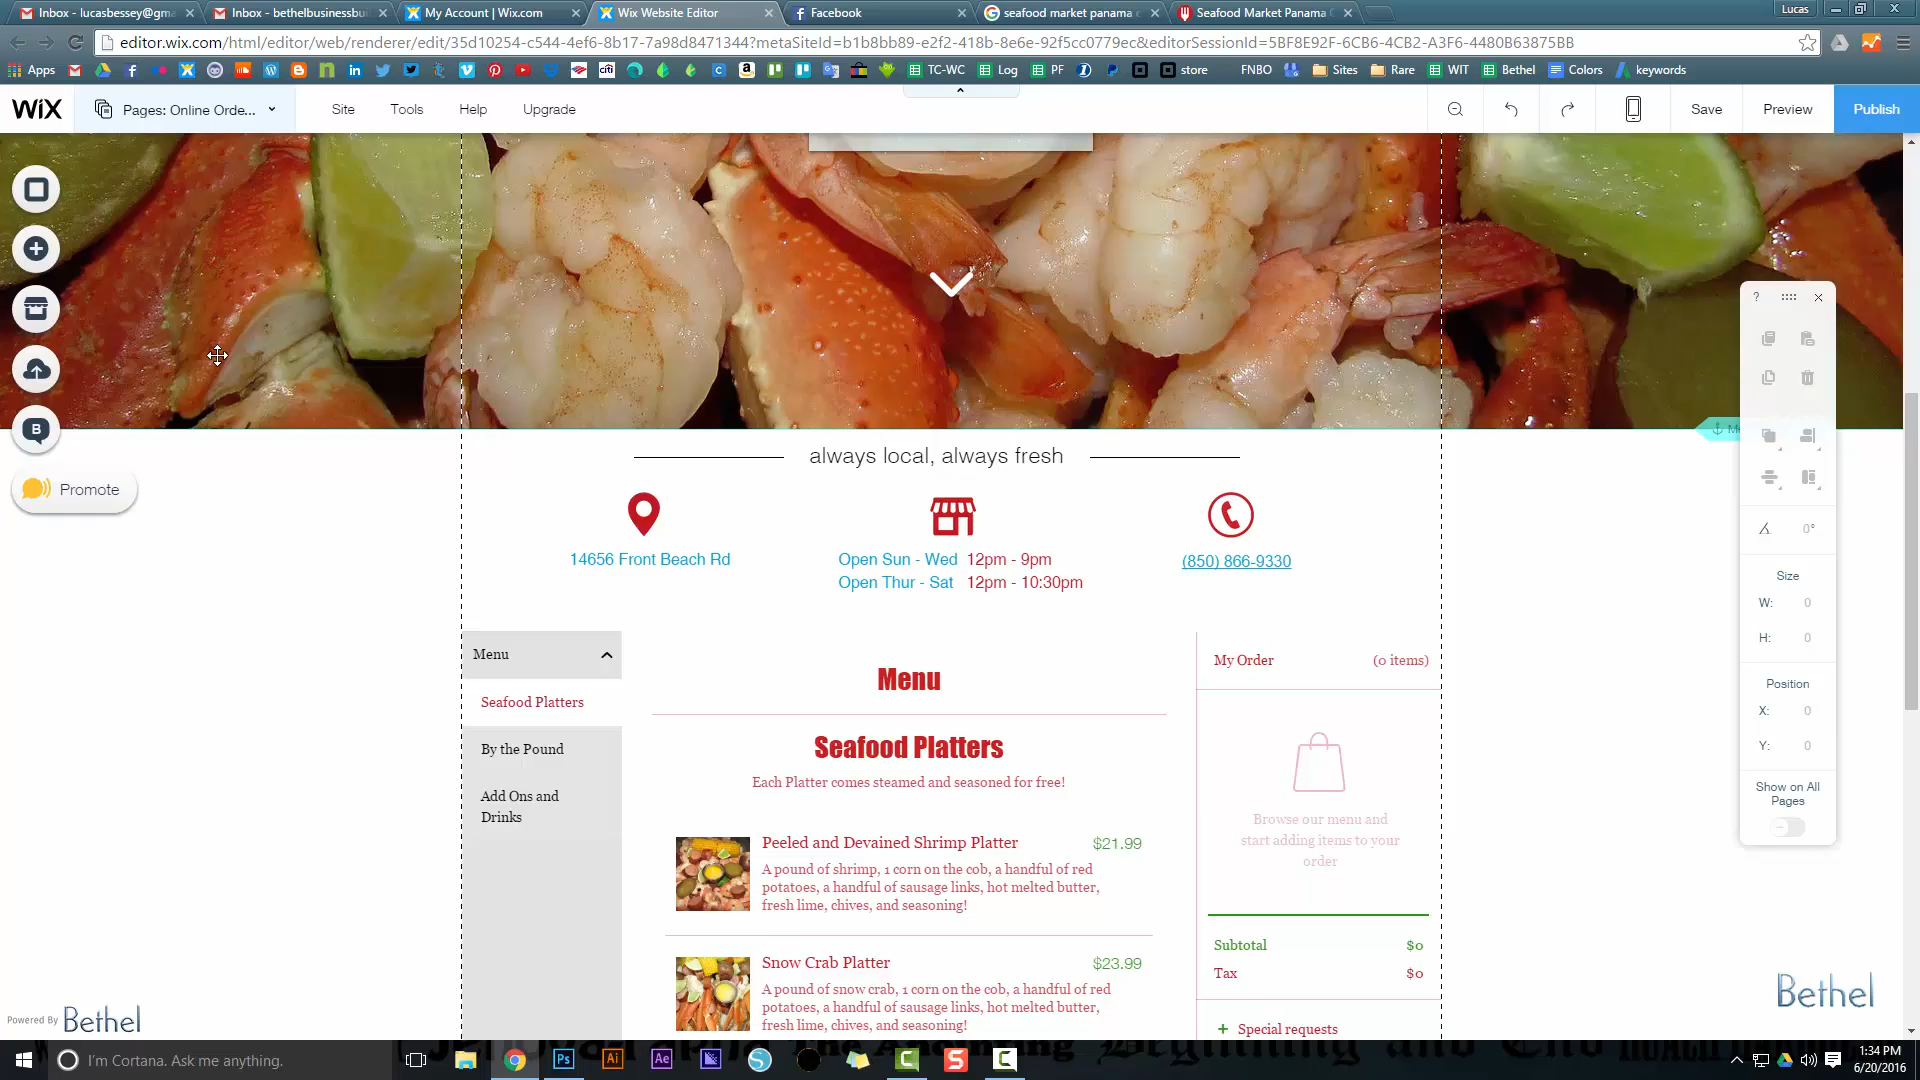 Inbox - lucasbessey@gma
Inbox - bethelbusinessbui
My Account | Wix.com
Wix Website Editor
Facebook
seafood market panama c
Seafood Market Panama C
Lucas
editor.wix.com/html/editor/web/renderer/edit/35d10254-c544-4ef6-8b17-7a98d8471344?metaSiteId=b1b8bb89-e2f2-418b-8e6e-92f5cc0779ec&editorSessionId=5BF8E92F-6CB6-4CB2-A3F6-4480B63875BB
Apps
TC-WC
Log
PF
store
FNBO
Sites
Rare
WIT
Bethel
Colors
keywords
WiX
Pages: Online Orde...
Site
Tools
Help
Upgrade
Save
Preview
Publish
Promote
always local, always fresh
14656 Front Beach Rd
Open Sun - Wed 12pm - 9pm
Open Thur - Sat 12pm - 10:30pm
(850) 866-9330
Menu
Seafood Platters
By the Pound
Add Ons and
Drinks
Menu
Seafood Platters
Each Platter comes steamed and seasoned for free!
Peeled and Devained Shrimp Platter $21.99
A pound of shrimp, 1 corn on the cob, a handful of red
potatoes, a handful of sausage links, hot melted butter,
fresh lime, chives, and seasoning!
Snow Crab Platter $23.99
A pound of snow crab, 1 corn on the cob, a handful of red
potatoes, a handful of sausage links, hot melted butter,
fresh lime, chives, and seasoning!
My Order (0 items)
Browse our menu and
start adding items to your
order
Subtotal $0
Tax $0
+ Special requests
?
0°
Size
W: 0
H: 0
Position
X: 0
Y: 0
Show on All
Pages
Powered By Bethel
Bethel
I'm Cortana. Ask me anything.
1:34 PM
6/20/2016